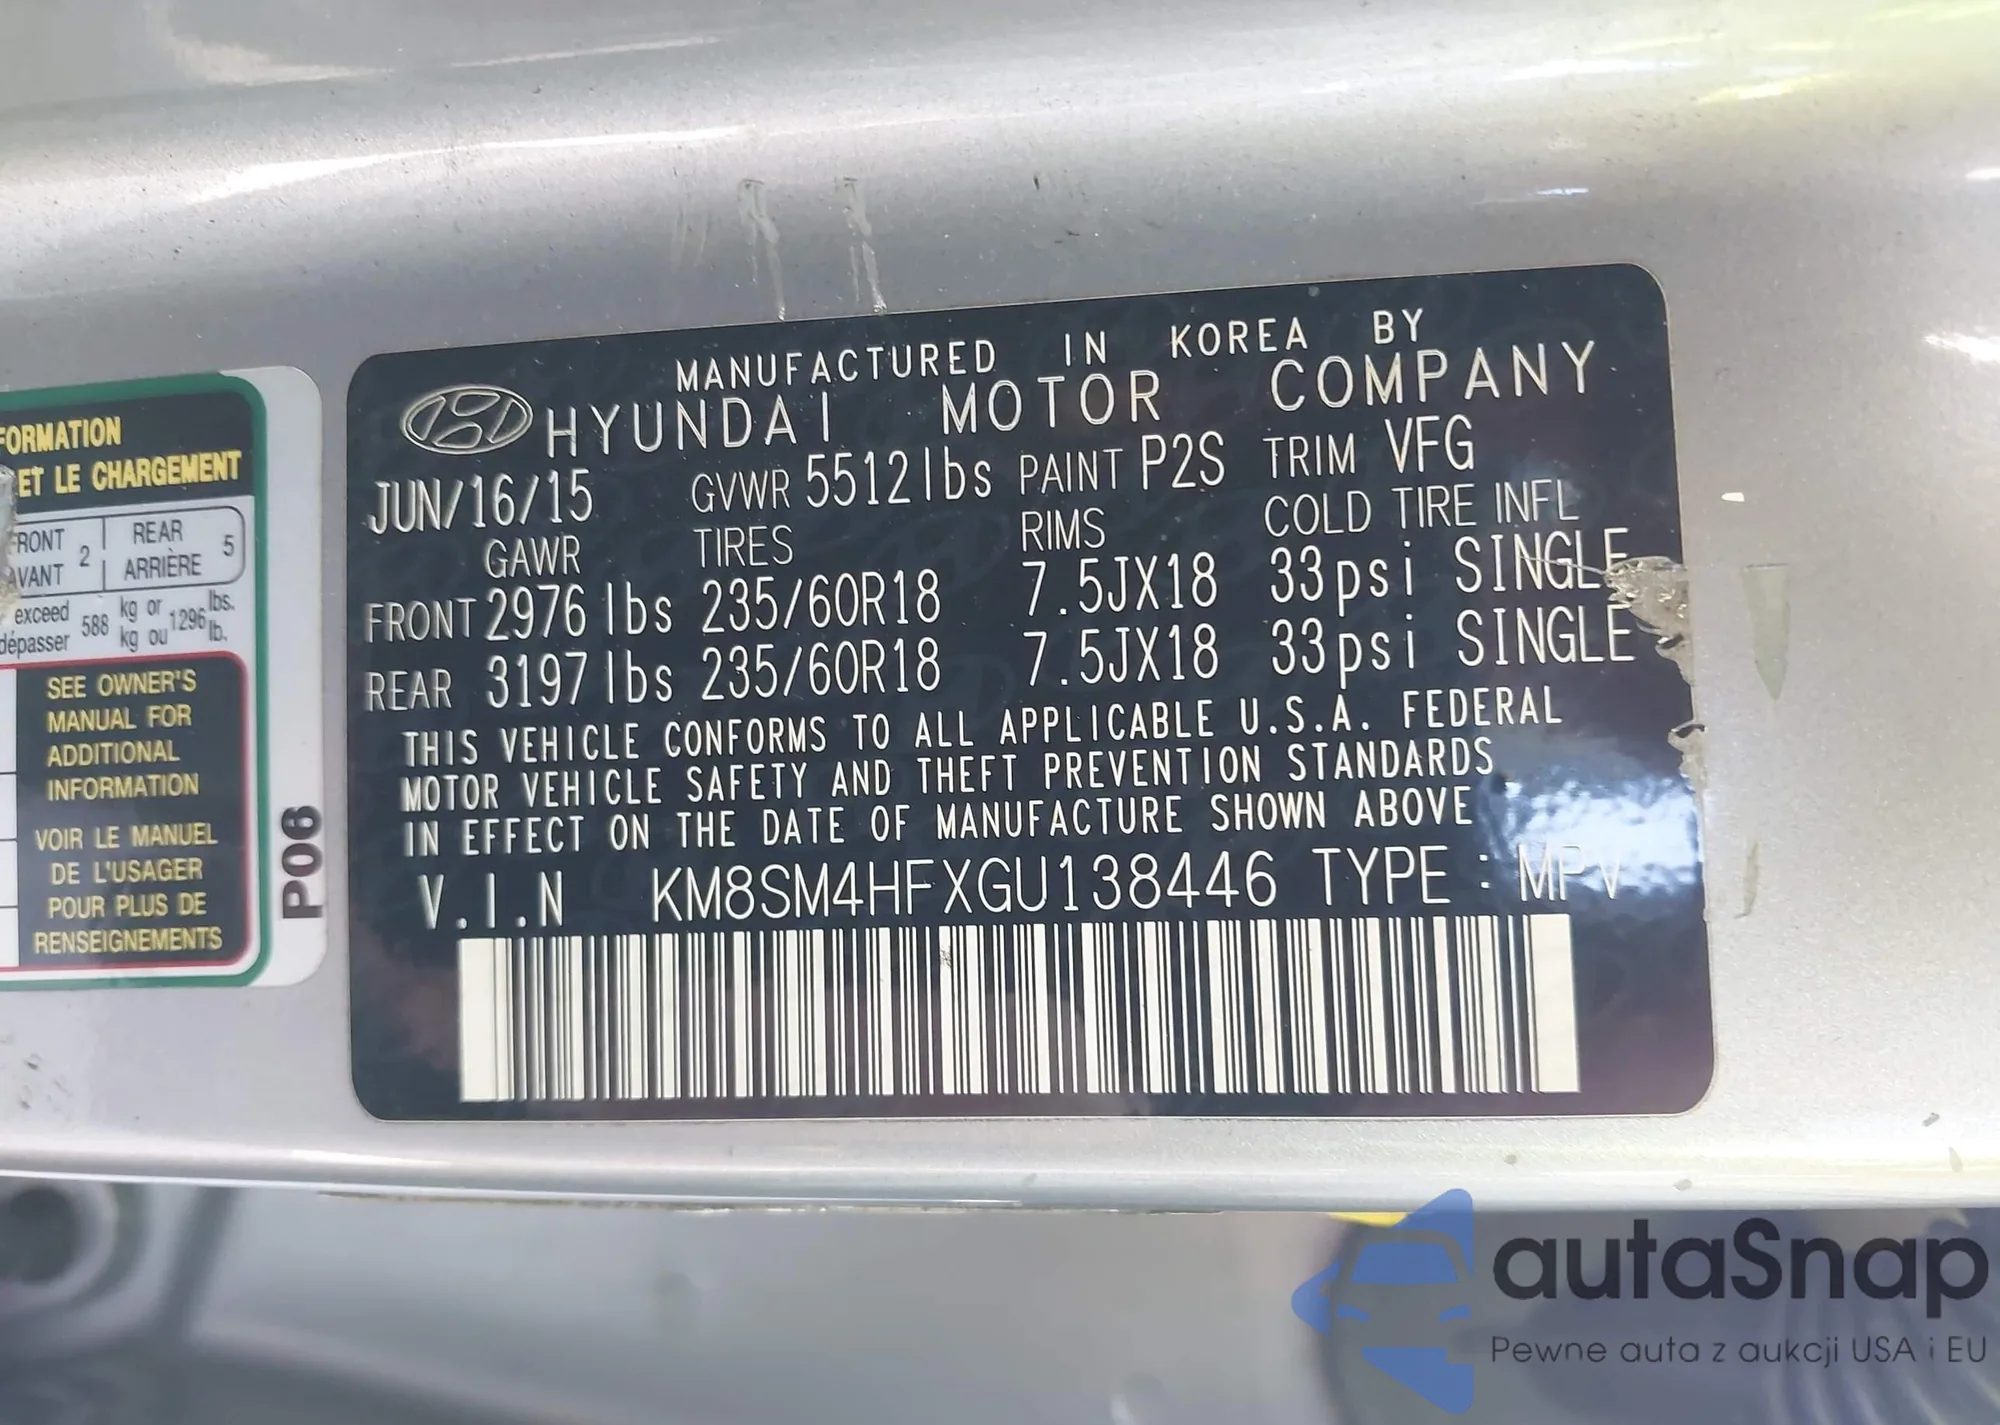 FORMATION
ET LE CHARGEMENT
FRONT 2 REAR 5
AVANT ARRIÈRE
exceed 588 kg or 1296 lbs.
dépasser kg ou lb.
SEE OWNER'S
MANUAL FOR
ADDITIONAL
INFORMATION
VOIR LE MANUEL
DE L'USAGER
POUR PLUS DE
RENSEIGNEMENTS
P06
MANUFACTURED IN KOREA BY
HYUNDAI MOTOR COMPANY
JUN/16/15 GVWR 5512lbs PAINT P2S TRIM VFG
GAWR TIRES RIMS COLD TIRE INFL
FRONT 2976lbs 235/60R18 7.5JX18 33psi SINGLE
REAR 3197lbs 235/60R18 7.5JX18 33psi SINGLE
THIS VEHICLE CONFORMS TO ALL APPLICABLE U.S.A. FEDERAL
MOTOR VEHICLE SAFETY AND THEFT PREVENTION STANDARDS
IN EFFECT ON THE DATE OF MANUFACTURE SHOWN ABOVE
V.I.N KM8SM4HFXGU138446 TYPE : MPV
autaSnap
Pewne auta z aukcji USA i EU